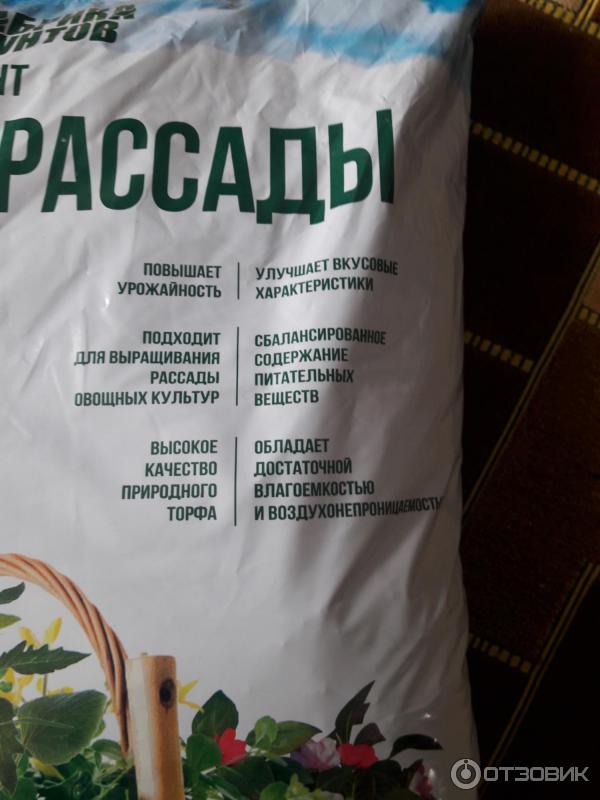 РАССАДЫ
ПОВЫШАЕТ
УРОЖАЙНОСТЬ
УЛУЧШАЕТ ВКУСОВЫЕ
ХАРАКТЕРИСТИКИ
ПОДХОДИТ
ДЛЯ ВЫРАЩИВАНИЯ
РАССАДЫ
ОВОЩНЫХ КУЛЬТУР
СБАЛАНСИРОВАННОЕ
СОДЕРЖАНИЕ
ПИТАТЕЛЬНЫХ
ВЕЩЕСТВ
ВЫСОКОЕ
КАЧЕСТВО
ПРИРОДНОГО
ТОРФА
ОБЛАДАЕТ
ДОСТАТОЧНОЙ
ВЛАГОЕМКОСТЬЮ
И ВОЗДУХОНЕПРОНИЦАЕМОСТЬ
ОТЗОВИК